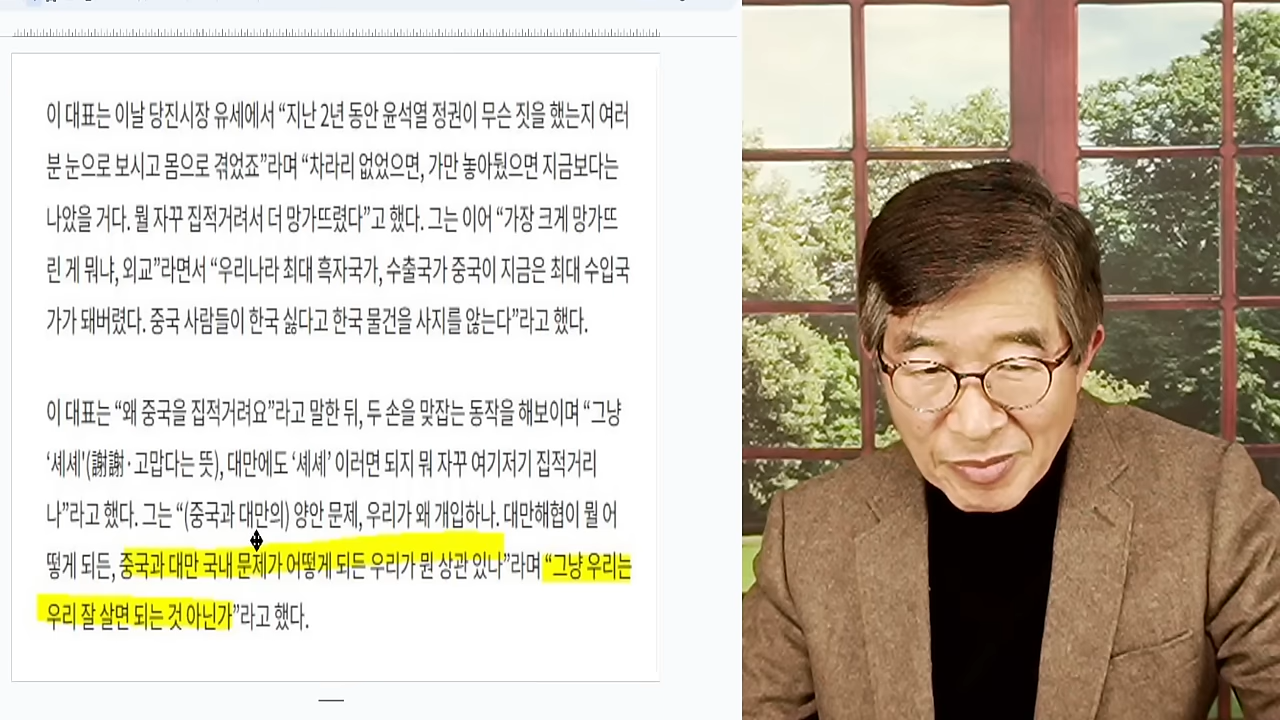 이 대표는 이날 당진시장 유세에서 “지난 2년 동안 윤석열 정권이 무슨 짓을 했는지 여러
분 눈으로 보시고 몸으로 겪었죠”라며 “차라리 없었으면, 가만 놓아뒀으면 지금보다는
나았을 거다. 뭘 자꾸 집적거려서 더 망가뜨렸다”고 했다. 그는 이어 “가장 크게 망가뜨
린 게 뭐냐, 외교”라면서 “우리나라 최대 흑자국가, 수출국가 중국이 지금은 최대 수입국
가가 돼버렸다. 중국 사람들이 한국 싫다고 한국 물건을 사지를 않는다”라고 했다.
이 대표는 “왜 중국을 집적거려요”라고 말한 뒤, 두 손을 맞잡는 동작을 해보이며 “그냥
‘셰셰’(謝謝·고맙다는 뜻), 대만에도 ‘셰셰’ 이러면 되지 뭐 자꾸 여기저기 집적거리
나”라고 했다. 그는 “(중국과 대만의) 양안 문제, 우리가 왜 개입하나. 대만해협이 뭘 어
떻게 되든, 중국과 대만 국내 문제가 어떻게 되든 우리가 뭔 상관 있나”라며 “그냥 우리는
우리 잘 살면 되는 것 아닌가”라고 했다.